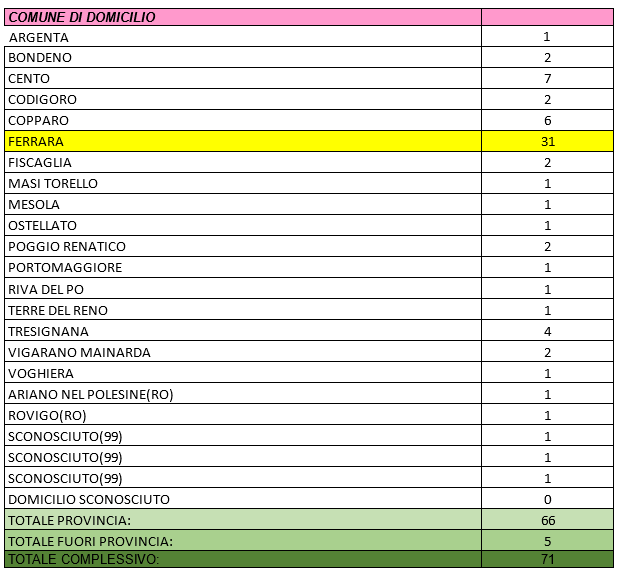 COMUNE DI DOMICILIO
ARGENTA 1
BONDENO 2
CENTO 7
CODIGORO 2
COPPARO 6
FERRARA 31
FISCAGLIA 2
MASI TORELLO 1
MESOLA 1
OSTELLATO 1
POGGIO RENATICO 2
PORTOMAGGIORE 1
RIVA DEL PO 1
TERRE DEL RENO 1
TRESIGNANA 4
VIGARANO MAINARDA 2
VOGHIERA 1
ARIANO NEL POLESINE(RO) 1
ROVIGO(RO) 1
SCONOSCIUTO(99) 1
SCONOSCIUTO(99) 1
SCONOSCIUTO(99) 1
DOMICILIO SCONOSCIUTO 0
TOTALE PROVINCIA: 66
TOTALE FUORI PROVINCIA: 5
TOTALE COMPLESSIVO: 71